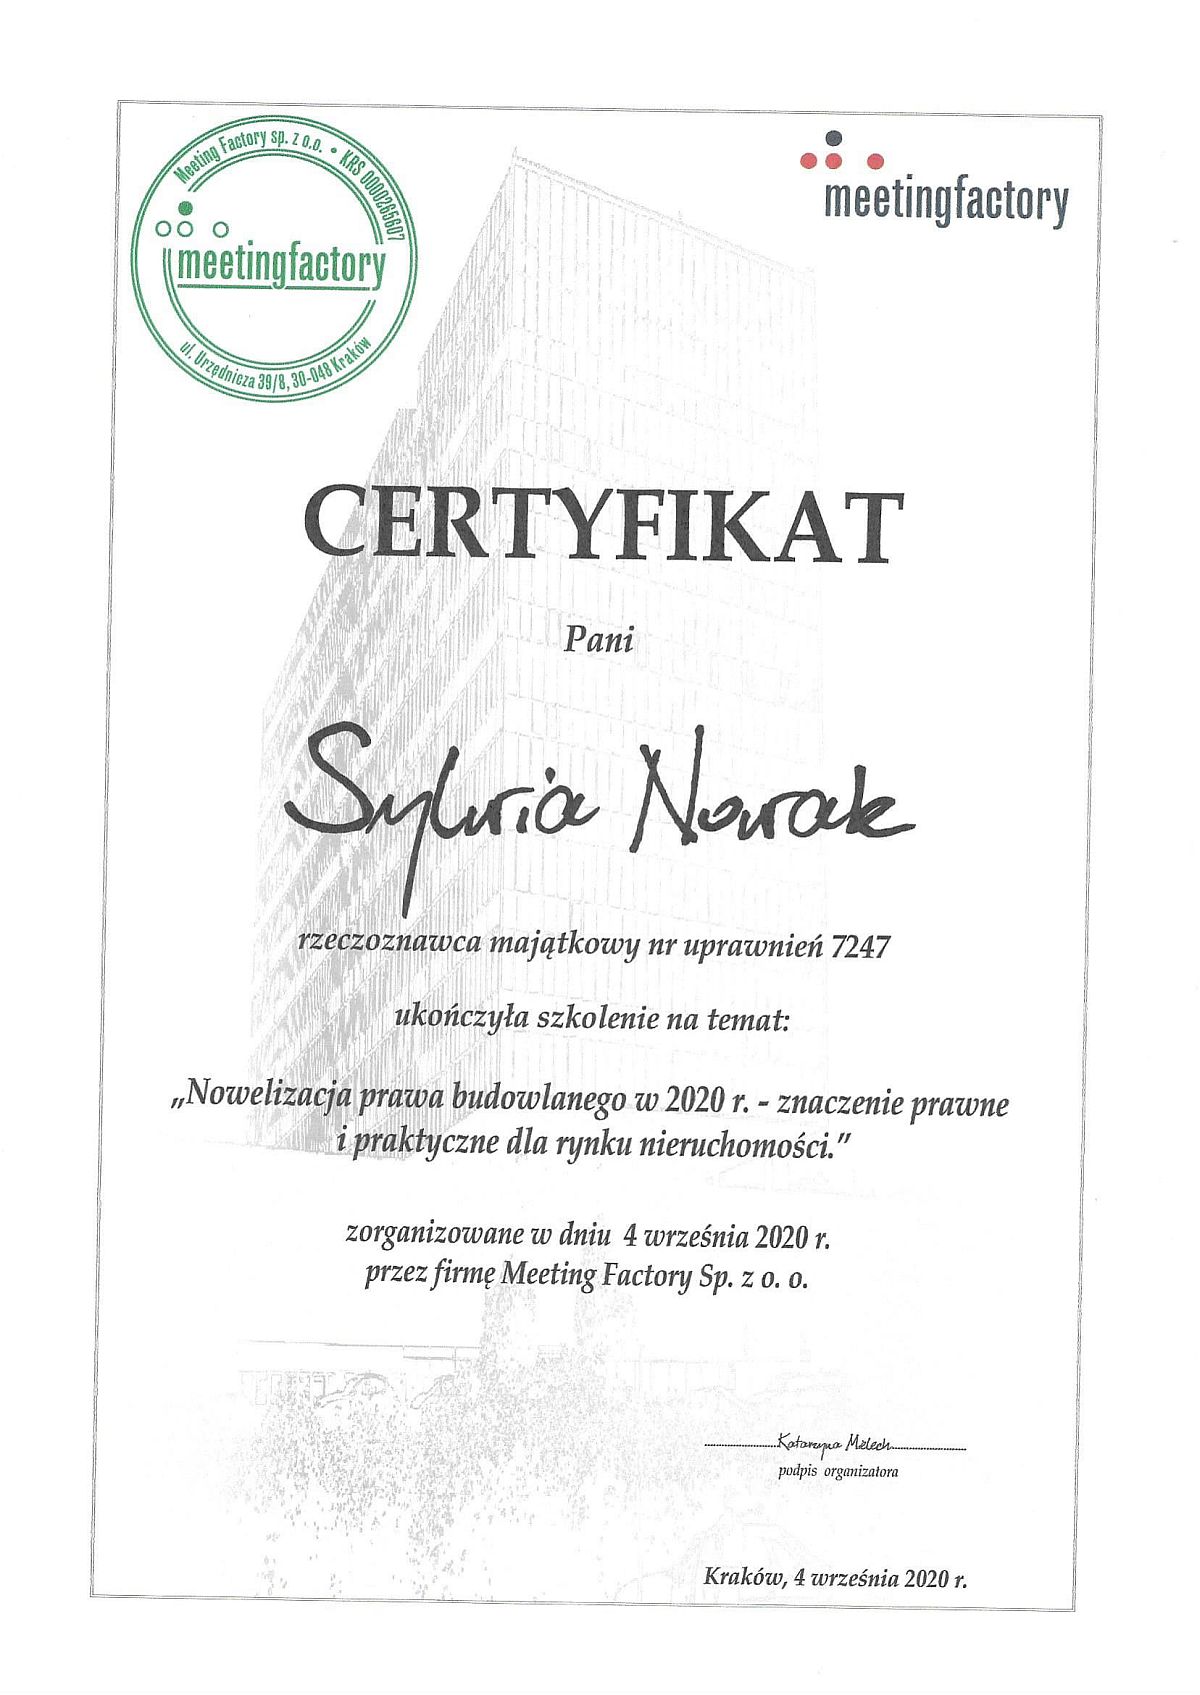 Meeting Factory sp. z o.o. • KRS 0000265607
meetingfactory
ul. Urzędnicza 39/8, 30-048 Kraków
meetingfactory
CERTYFIKAT
Pani
Sylwia Nowak
rzeczoznawca majątkowy nr uprawnień 7247
ukończyła szkolenie na temat:
„Nowelizacja prawa budowlanego w 2020 r. - znaczenie prawne
i praktyczne dla rynku nieruchomości.”
zorganizowane w dniu 4 września 2020 r.
przez firmę Meeting Factory Sp. z o. o.
Katarzyna Melech
podpis organizatora
Kraków, 4 września 2020 r.